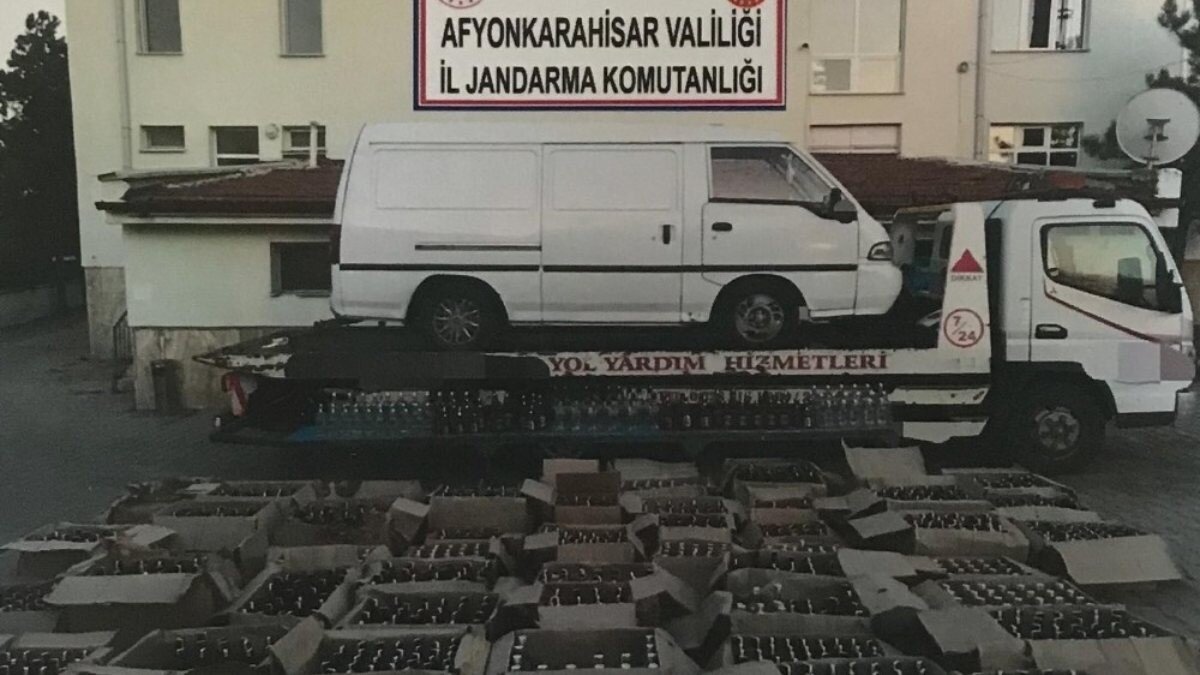 AFYONKARAHİSAR VALİLİĞİ
İL JANDARMA KOMUTANLIĞI
DİKKAT
7/24
YOL YARDIM HİZMETLERİ